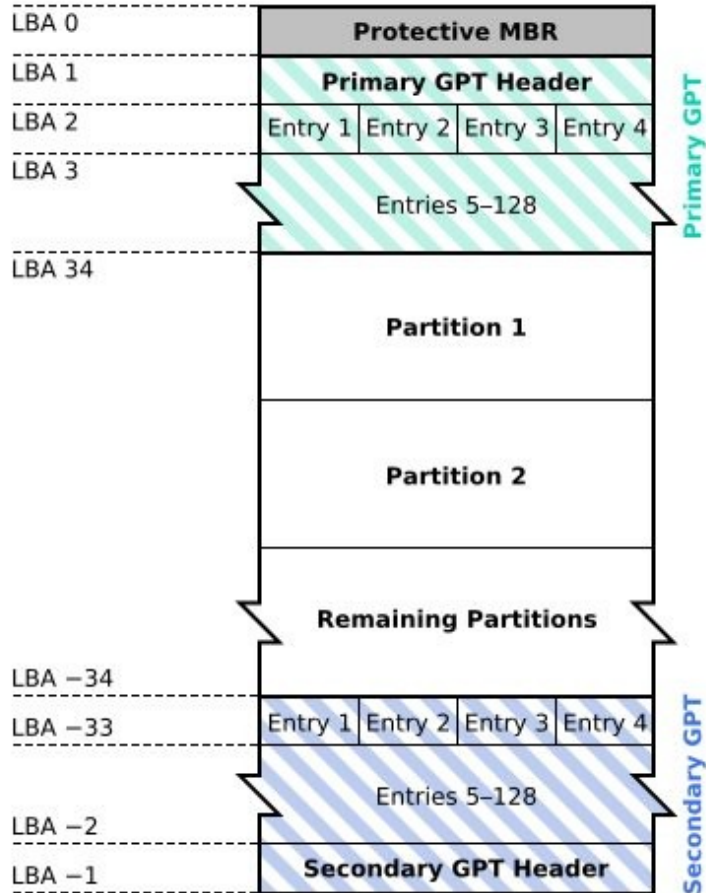 LBA 0
Protective MBR
LBA 1
Primary GPT Header
LBA 2
Entry 1 Entry 2 Entry 3 Entry 4
LBA 3
Entries 5–128
Primary GPT
LBA 34
Partition 1
Partition 2
Remaining Partitions
LBA −34
LBA −33
Entry 1 Entry 2 Entry 3 Entry 4
Entries 5–128
LBA −2
LBA −1
Secondary GPT Header
Secondary GPT